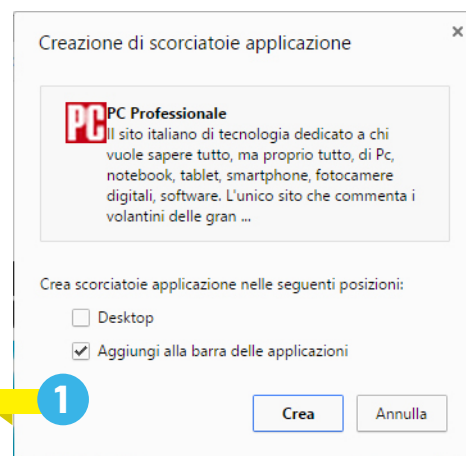 Creazione di scorciatoie applicazione
×
PC
PC Professionale
Il sito italiano di tecnologia dedicato a chi
vuole sapere tutto, ma proprio tutto, di Pc,
notebook, tablet, smartphone, fotocamere
digitali, software. L'unico sito che commenta i
volantini delle gran ...
Crea scorciatoie applicazione nelle seguenti posizioni:
Desktop
Aggiungi alla barra delle applicazioni
1
Crea Annulla